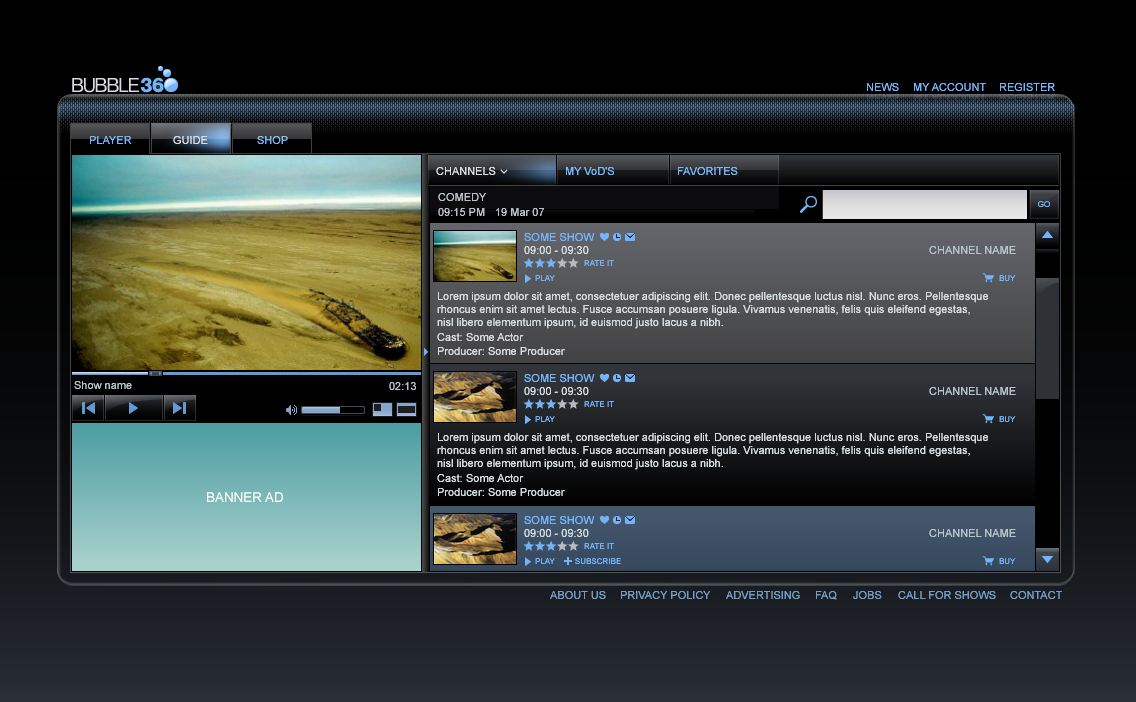 BUBBLE36
NEWS MY ACCOUNT REGISTER
PLAYER GUIDE SHOP
CHANNELS MY VoD'S FAVORITES
COMEDY
09:15 PM 19 Mar 07
GO
SOME SHOW
09:00 - 09:30
CHANNEL NAME
RATE IT
PLAY
BUY
Lorem ipsum dolor sit amet, consectetuer adipiscing elit. Donec pellentesque luctus nisl. Nunc eros. Pellentesque
rhoncus enim sit amet lectus. Fusce accumsan posuere ligula. Vivamus venenatis, felis quis eleifend egestas,
nisl libero elementum ipsum, id euismod justo lacus a nibh.
Cast: Some Actor
Producer: Some Producer
Show name 02:13
BANNER AD
SOME SHOW
09:00 - 09:30
CHANNEL NAME
RATE IT
PLAY
BUY
Lorem ipsum dolor sit amet, consectetuer adipiscing elit. Donec pellentesque luctus nisl. Nunc eros. Pellentesque
rhoncus enim sit amet lectus. Fusce accumsan posuere ligula. Vivamus venenatis, felis quis eleifend egestas,
nisl libero elementum ipsum, id euismod justo lacus a nibh.
Cast: Some Actor
Producer: Some Producer
SOME SHOW
09:00 - 09:30
CHANNEL NAME
RATE IT
PLAY SUBSCRIBE
BUY
ABOUT US PRIVACY POLICY ADVERTISING FAQ JOBS CALL FOR SHOWS CONTACT